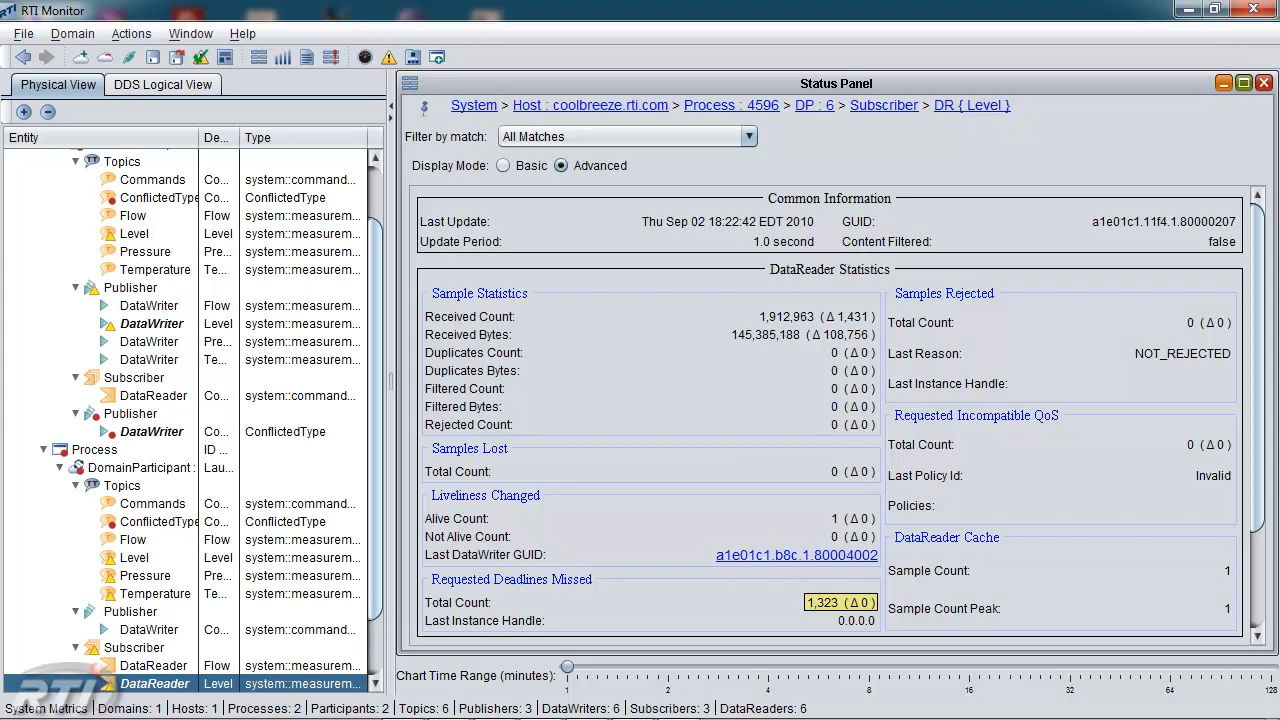 RTI Monitor
File Domain Actions Window Help
Physical View DDS Logical View
Entity De... Type
Topics
Commands Co... system::command...
ConflictedType Co... ConflictedType
Flow Flow system::measurem...
Level Level system::measurem...
Pressure Pre... system::measurem...
Temperature Te... system::measurem...
Publisher
DataWriter Flow system::measurem...
DataWriter Level system::measurem...
DataWriter Pre... system::measurem...
DataWriter Te... system::measurem...
Subscriber
DataReader Co... system::command...
Publisher
DataWriter Co... ConflictedType
Process ID ...
DomainParticipant : Lau...
Topics
Commands Co... system::command...
ConflictedType Co... ConflictedType
Flow Flow system::measurem...
Level Level system::measurem...
Pressure Pre... system::measurem...
Temperature Te... system::measurem...
Publisher
DataWriter Co... system::command...
Subscriber
DataReader Flow system::measurem...
DataReader Level system::measurem...
RTI
Status Panel
System > Host : coolbreeze.rti.com > Process : 4596 > DP : 6 > Subscriber > DR { Level }
Filter by match: All Matches
Display Mode: Basic Advanced
Common Information
Last Update: Thu Sep 02 18:22:42 EDT 2010 GUID: a1e01c1.11f4.1.80000207
Update Period: 1.0 second Content Filtered: false
DataReader Statistics
Sample Statistics
Received Count: 1,912,963 (Δ 1,431)
Received Bytes: 145,385,188 (Δ 108,756)
Duplicates Count: 0 (Δ 0)
Duplicates Bytes: 0 (Δ 0)
Filtered Count: 0 (Δ 0)
Filtered Bytes: 0 (Δ 0)
Rejected Count: 0 (Δ 0)
Samples Lost
Total Count: 0 (Δ 0)
Liveliness Changed
Alive Count: 1 (Δ 0)
Not Alive Count: 0 (Δ 0)
Last DataWriter GUID: a1e01c1.b8c.1.80004002
Requested Deadlines Missed
Total Count: 1,323 (Δ 0)
Last Instance Handle: 0.0.0.0
Samples Rejected
Total Count: 0 (Δ 0)
Last Reason: NOT_REJECTED
Last Instance Handle:
Requested Incompatible QoS
Total Count: 0 (Δ 0)
Last Policy Id: Invalid
Policies:
DataReader Cache
Sample Count: 1
Sample Count Peak: 1
Chart Time Range (minutes):
1 2 4 8 16 32 64 128
System Metrics Domains: 1 Hosts: 1 Processes: 2 Participants: 2 Topics: 6 Publishers: 3 DataWriters: 6 Subscribers: 3 DataReaders: 6